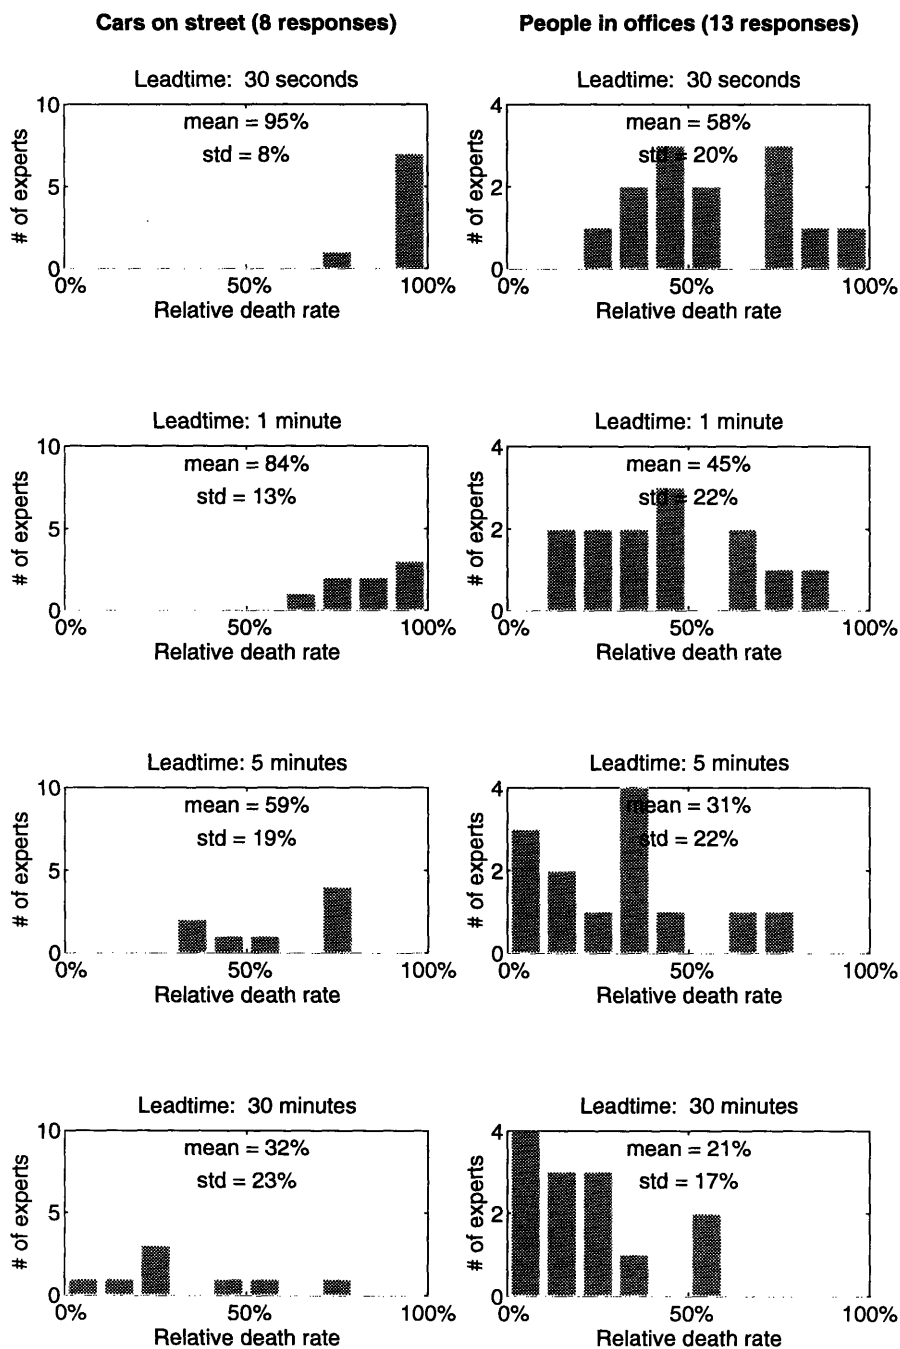 Cars on street (8 responses)
People in offices (13 responses)
Leadtime: 30 seconds
10
mean = 95%
std = 8%
5
0
# of experts
0%
50%
100%
Relative death rate
Leadtime: 30 seconds
4
mean = 58%
std = 20%
2
0
# of experts
0%
50%
100%
Relative death rate
Leadtime: 1 minute
10
mean = 84%
std = 13%
5
0
# of experts
0%
50%
100%
Relative death rate
Leadtime: 1 minute
4
mean = 45%
std = 22%
2
0
# of experts
0%
50%
100%
Relative death rate
Leadtime: 5 minutes
10
mean = 59%
std = 19%
5
0
# of experts
0%
50%
100%
Relative death rate
Leadtime: 5 minutes
4
mean = 31%
std = 22%
2
0
# of experts
0%
50%
100%
Relative death rate
Leadtime: 30 minutes
10
mean = 32%
std = 23%
5
0
# of experts
0%
50%
100%
Relative death rate
Leadtime: 30 minutes
4
mean = 21%
std = 17%
2
0
# of experts
0%
50%
100%
Relative death rate